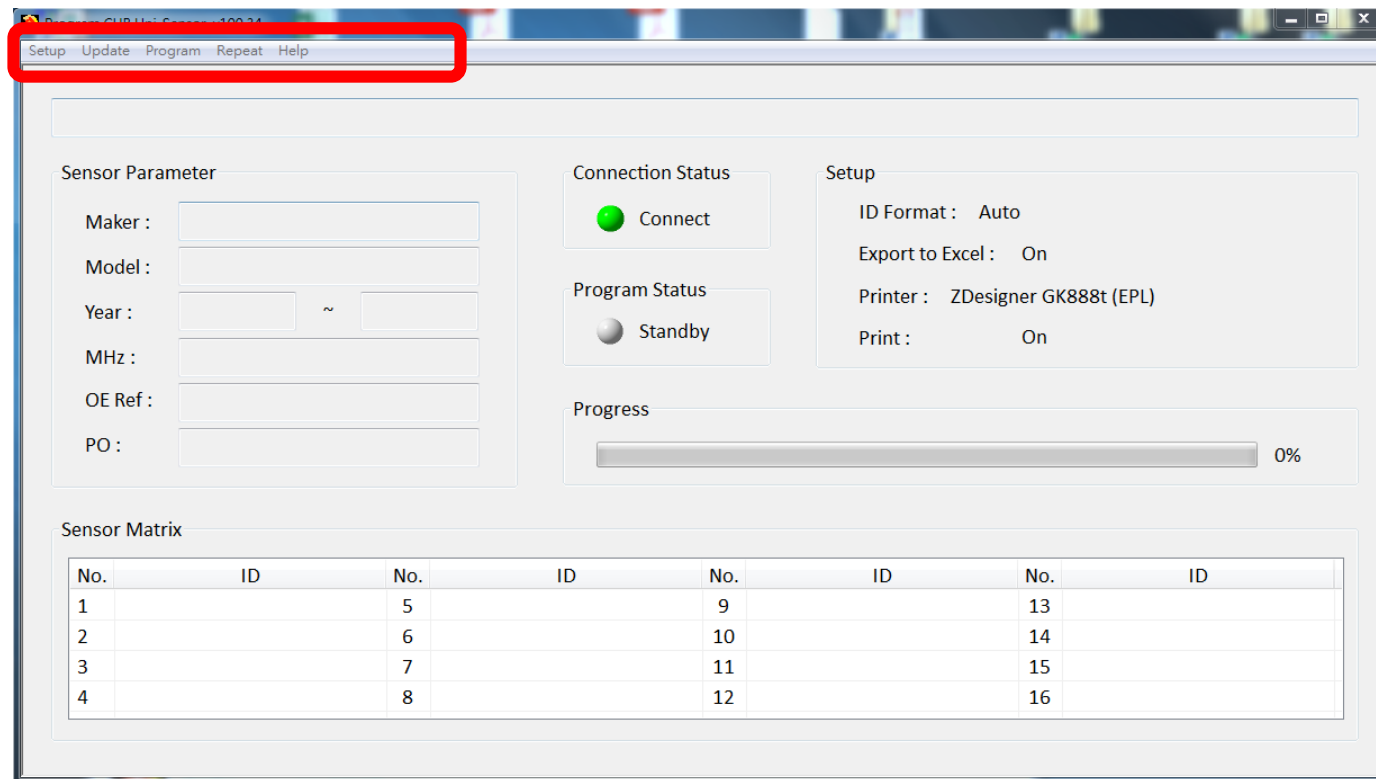 Setup Update Program Repeat Help
Sensor Parameter
Maker :
Model :
Year : ~
MHz :
OE Ref :
PO :
Connection Status
Connect
Program Status
Standby
Setup
ID Format : Auto
Export to Excel : On
Printer : ZDesigner GK888t (EPL)
Print : On
Progress
0%
Sensor Matrix
No. ID No. ID No. ID No. ID
1 5 9 13
2 6 10 14
3 7 11 15
4 8 12 16